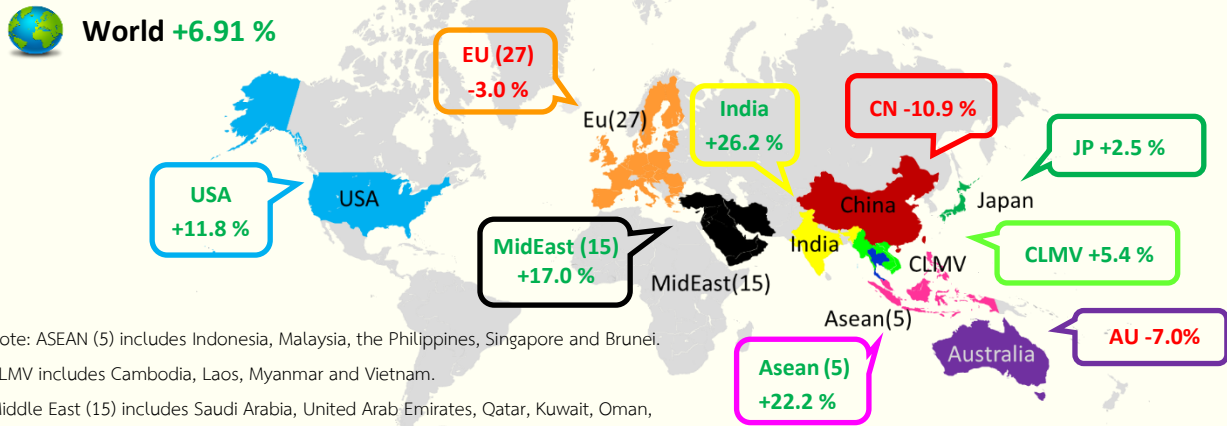 World +6.91 %
EU (27)
-3.0 %
Eu(27)
India
+26.2 %
CN -10.9 %
JP +2.5 %
USA
+11.8 %
USA
China
Japan
MidEast (15)
+17.0 %
MidEast(15)
India
CLMV
CLMV +5.4 %
Asean(5)
Asean (5)
+22.2 %
Australia
AU -7.0%
ote: ASEAN (5) includes Indonesia, Malaysia, the Philippines, Singapore and Brunei.
LMV includes Cambodia, Laos, Myanmar and Vietnam.
iddle East (15) includes Saudi Arabia, United Arab Emirates, Qatar, Kuwait, Oman,